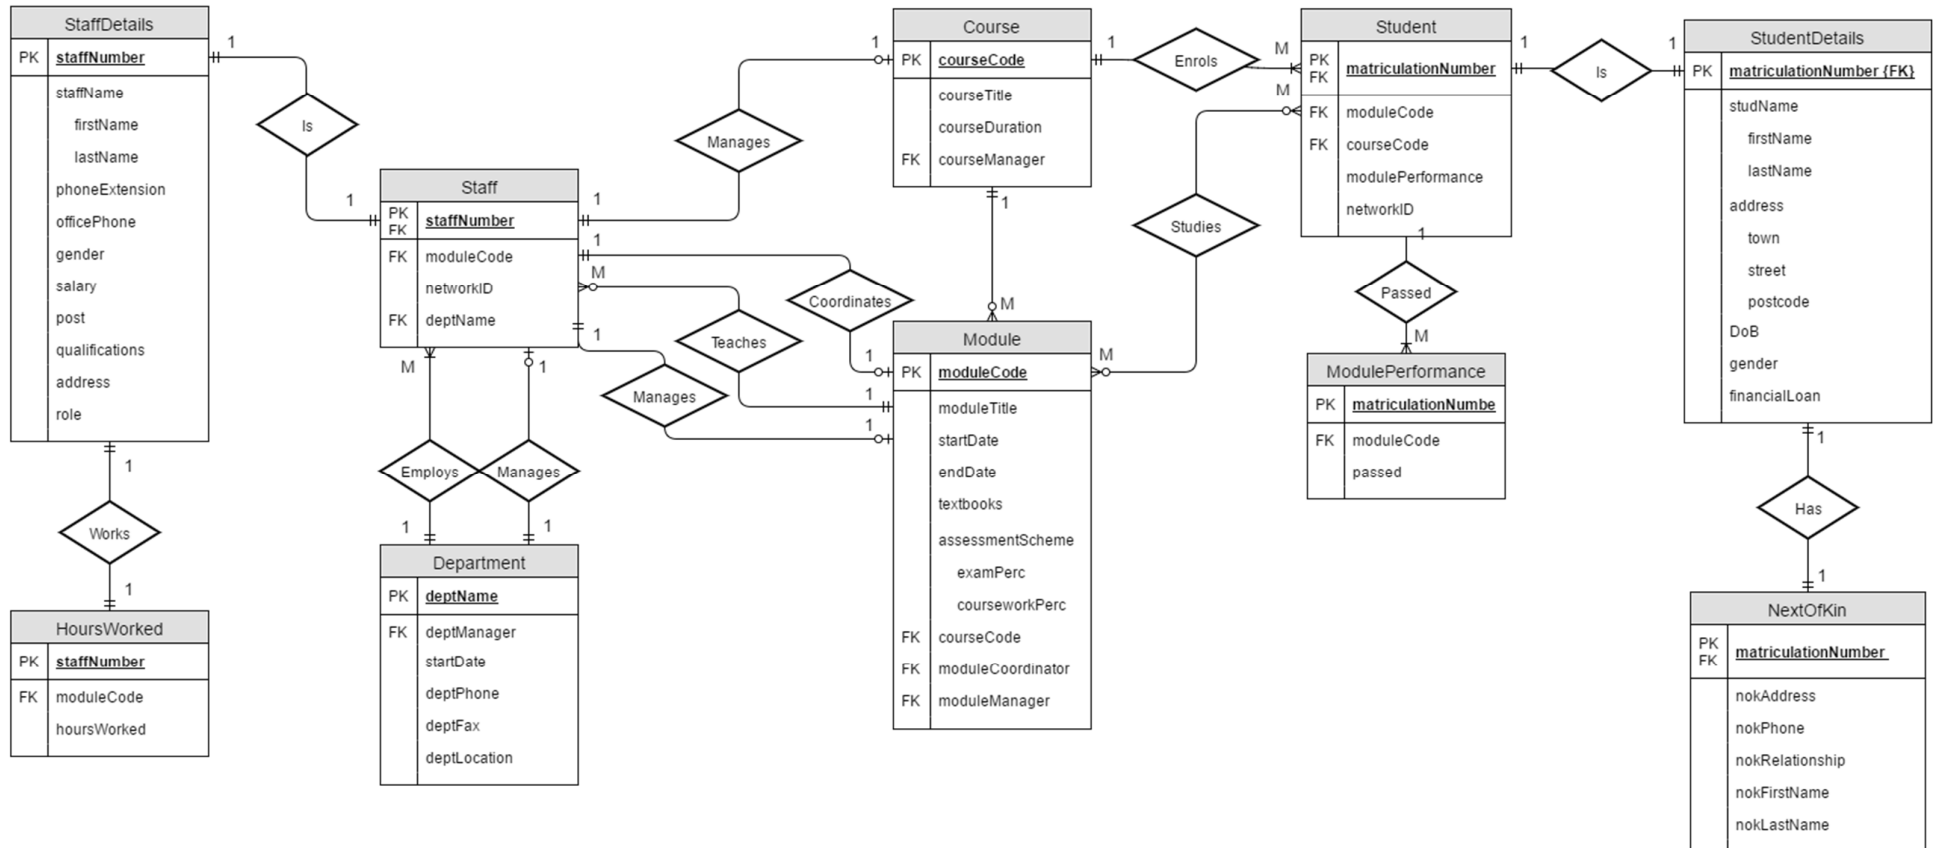 StaffDetails
PK staffNumber
staffName
firstName
lastName
phoneExtension
officePhone
gender
salary
post
qualifications
address
role
1
Is
1
1
Works
1
HoursWorked
PK staffNumber
FK moduleCode
hoursWorked
Staff
PK
FK staffNumber
FK moduleCode
networkID
FK deptName
1
Manages
1
1
Coordinates
1
M
Teaches
1
1
Manages
1
M
Employs
1
1
Manages
1
Department
PK deptName
FK deptManager
startDate
deptPhone
deptFax
deptLocation
Course
PK courseCode
courseTitle
courseDuration
FK courseManager
1
M
Module
PK moduleCode
moduleTitle
startDate
endDate
textbooks
assessmentScheme
examPerc
courseworkPerc
FK courseCode
FK moduleCoordinator
FK moduleManager
1
Enrols
M
M
Studies
M
Student
PK
FK matriculationNumber
FK moduleCode
FK courseCode
modulePerformance
networkID
1
Passed
M
ModulePerformance
PK matriculationNumbe
FK moduleCode
passed
1
Is
1
StudentDetails
PK matriculationNumber {FK}
studName
firstName
lastName
address
town
street
postcode
DoB
gender
financialLoan
1
Has
1
NextOfKin
PK
FK matriculationNumber
nokAddress
nokPhone
nokRelationship
nokFirstName
nokLastName